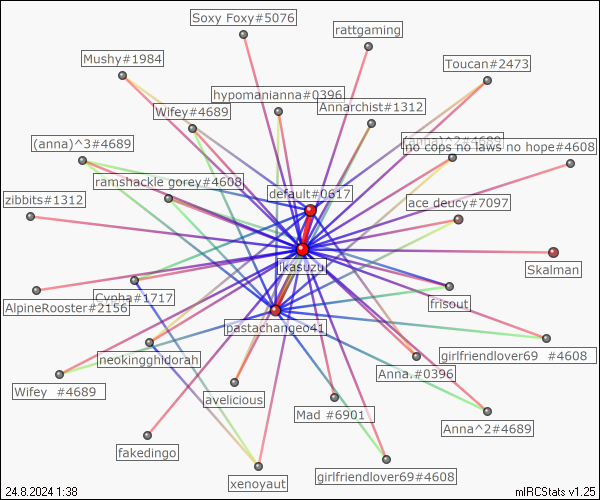 Soxy Foxy#5076
rattgaming
Mushy#1984
Toucan#2473
hypomanianna#0396
Annarchist#1312
Wifey#4689
(anna)^3#4689
(anna)^2#4689
no cops no laws no hope#4608
ramshackle gorey#4608
default#0617
zibbits#1312
ace deucy#7097
ikasuzu
Skalman
Cypha#1717
AlpineRooster#2156
frisout
pastachangeo41
neokingghidorah
girlfriendlover69 #4608
Anna.#0396
Wifey #4689
avelicious
Mad #6901
Anna^2#4689
fakedingo
xenoyaut
girlfriendlover69#4608
24.8.2024 1:38
mIRCStats v1.25